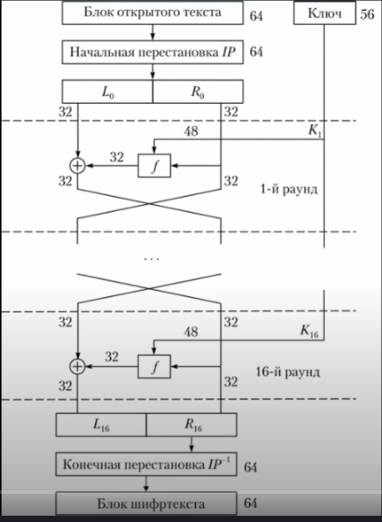 Блок открытого текста 64 Ключ 56
Начальная перестановка IP 64
L₀ R₀
32 32
48 K₁
32 f
32 32
1-й раунд
...
32 32
48 K₁₆
32 f
16-й раунд
32 32
L₁₆ R₁₆
Конечная перестановка IP⁻¹ 64
Блок шифртекста 64